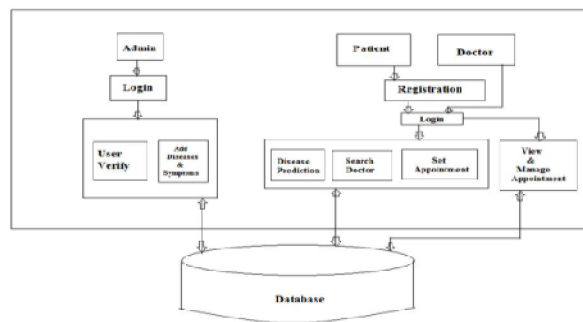 Admin
Patient
Doctor
Login
Registration
Login
User
Verify
Add
Diseases
&
Symptoms
Disease
Prediction
Search
Doctor
Set
Appoinment
View
&
Manage
Appointment
Database